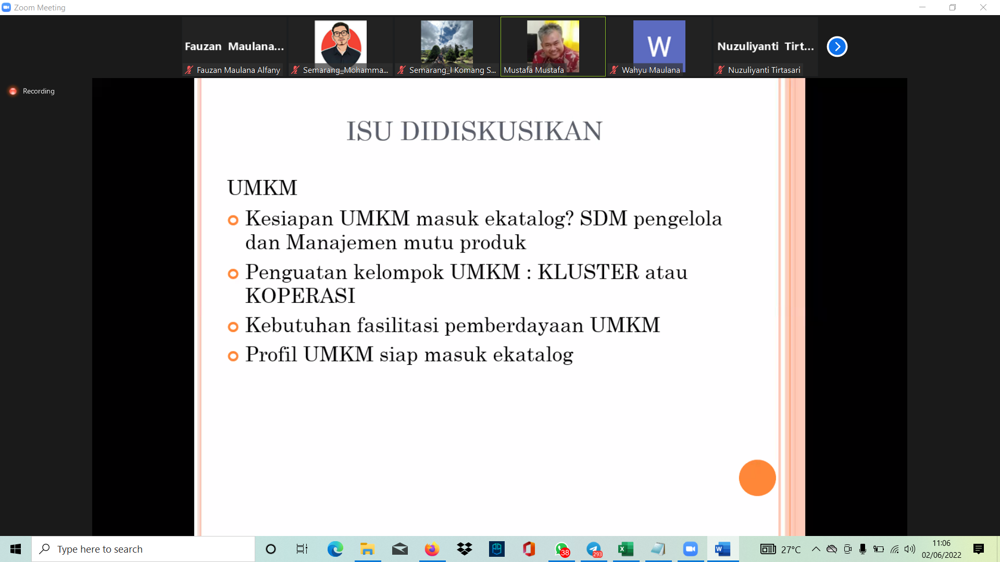 Zoom Meeting
Fauzan Maulana...
Nuzuliyanti Tirt...
W
Fauzan Maulana Alfany
Semarang_Mohamma...
Semarang_I Komang S...
Mustafa Mustafa
Wahyu Maulana
Nuzuliyanti Tirtasari
Recording
ISU DIDISKUSIKAN
UMKM
Kesiapan UMKM masuk ekatalog? SDM pengelola
dan Manajemen mutu produk
Penguatan kelompok UMKM : KLUSTER atau
KOPERASI
Kebutuhan fasilitasi pemberdayaan UMKM
Profil UMKM siap masuk ekatalog
Type here to search
38
293
27°C
11:06
02/06/2022